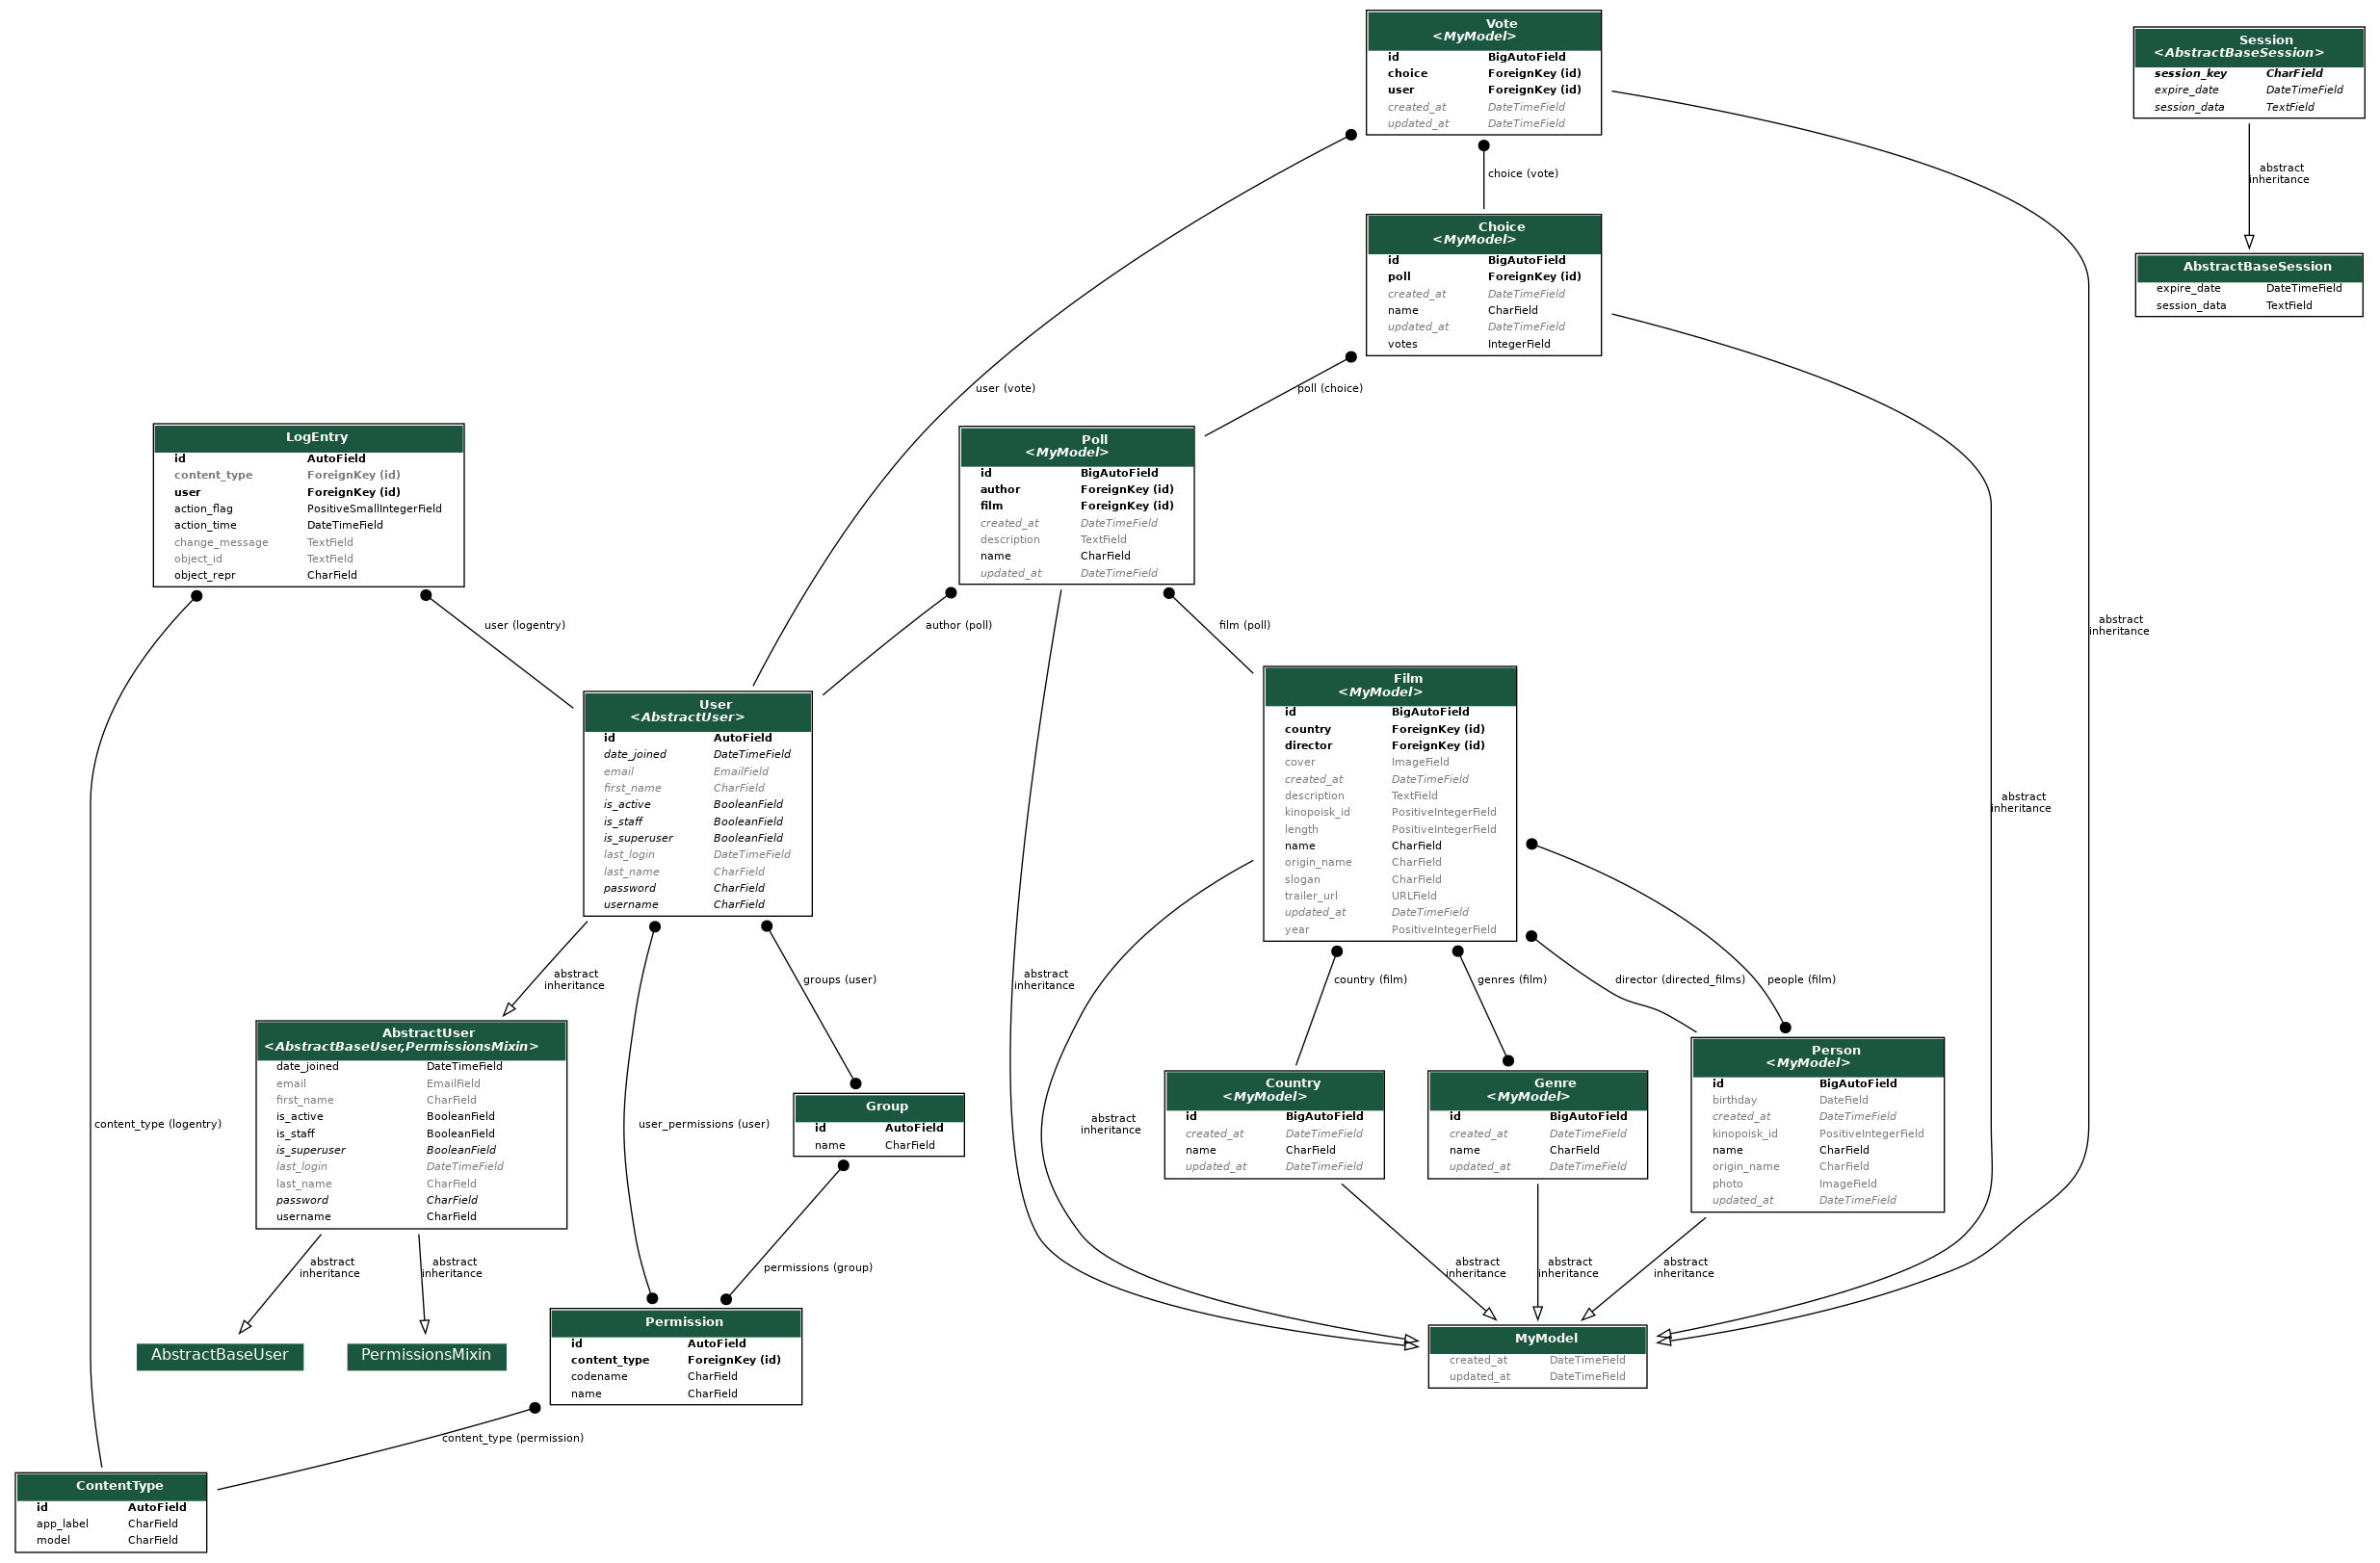 Vote
<MyModel>
id BigAutoField
choice ForeignKey (id)
user ForeignKey (id)
created_at DateTimeField
updated_at DateTimeField
Session
<AbstractBaseSession>
session_key CharField
expire_date DateTimeField
session_data TextField
choice (vote)
abstract
inheritance
Choice
<MyModel>
id BigAutoField
poll ForeignKey (id)
created_at DateTimeField
name CharField
updated_at DateTimeField
votes IntegerField
AbstractBaseSession
expire_date DateTimeField
session_data TextField
user (vote)
poll (choice)
LogEntry
id AutoField
content_type ForeignKey (id)
user ForeignKey (id)
action_flag PositiveSmallIntegerField
action_time DateTimeField
change_message TextField
object_id TextField
object_repr CharField
Poll
<MyModel>
id BigAutoField
author ForeignKey (id)
film ForeignKey (id)
created_at DateTimeField
description TextField
name CharField
updated_at DateTimeField
user (logentry)
author (poll)
film (poll)
abstract
inheritance
User
<AbstractUser>
id AutoField
date_joined DateTimeField
email EmailField
first_name CharField
is_active BooleanField
is_staff BooleanField
is_superuser BooleanField
last_login DateTimeField
last_name CharField
password CharField
username CharField
Film
<MyModel>
id BigAutoField
country ForeignKey (id)
director ForeignKey (id)
cover ImageField
created_at DateTimeField
description TextField
kinopoisk_id PositiveIntegerField
length PositiveIntegerField
name CharField
origin_name CharField
slogan CharField
trailer_url URLField
updated_at DateTimeField
year PositiveIntegerField
abstract
inheritance
abstract
inheritance
groups (user)
abstract
inheritance
country (film)
genres (film)
director (directed_films)
people (film)
AbstractUser
<AbstractBaseUser,PermissionsMixin>
date_joined DateTimeField
email EmailField
first_name CharField
is_active BooleanField
is_staff BooleanField
is_superuser BooleanField
last_login DateTimeField
last_name CharField
password CharField
username CharField
content_type (logentry)
user_permissions (user)
Group
id AutoField
name CharField
abstract
inheritance
Country
<MyModel>
id BigAutoField
created_at DateTimeField
name CharField
updated_at DateTimeField
Genre
<MyModel>
id BigAutoField
created_at DateTimeField
name CharField
updated_at DateTimeField
Person
<MyModel>
id BigAutoField
birthday DateField
created_at DateTimeField
kinopoisk_id PositiveIntegerField
name CharField
origin_name CharField
photo ImageField
updated_at DateTimeField
abstract
inheritance
abstract
inheritance
permissions (group)
abstract
inheritance
abstract
inheritance
abstract
inheritance
AbstractBaseUser
PermissionsMixin
Permission
id AutoField
content_type ForeignKey (id)
codename CharField
name CharField
MyModel
created_at DateTimeField
updated_at DateTimeField
content_type (permission)
ContentType
id AutoField
app_label CharField
model CharField